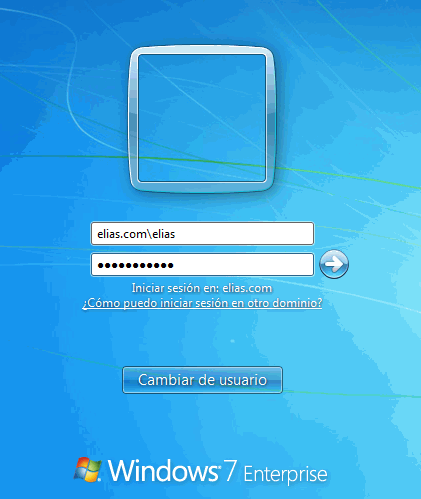 elias.com\elias
●●●●●●●●●●●
Iniciar sesión en: elias.com
¿Cómo puedo iniciar sesión en otro dominio?
Cambiar de usuario
Windows 7 Enterprise